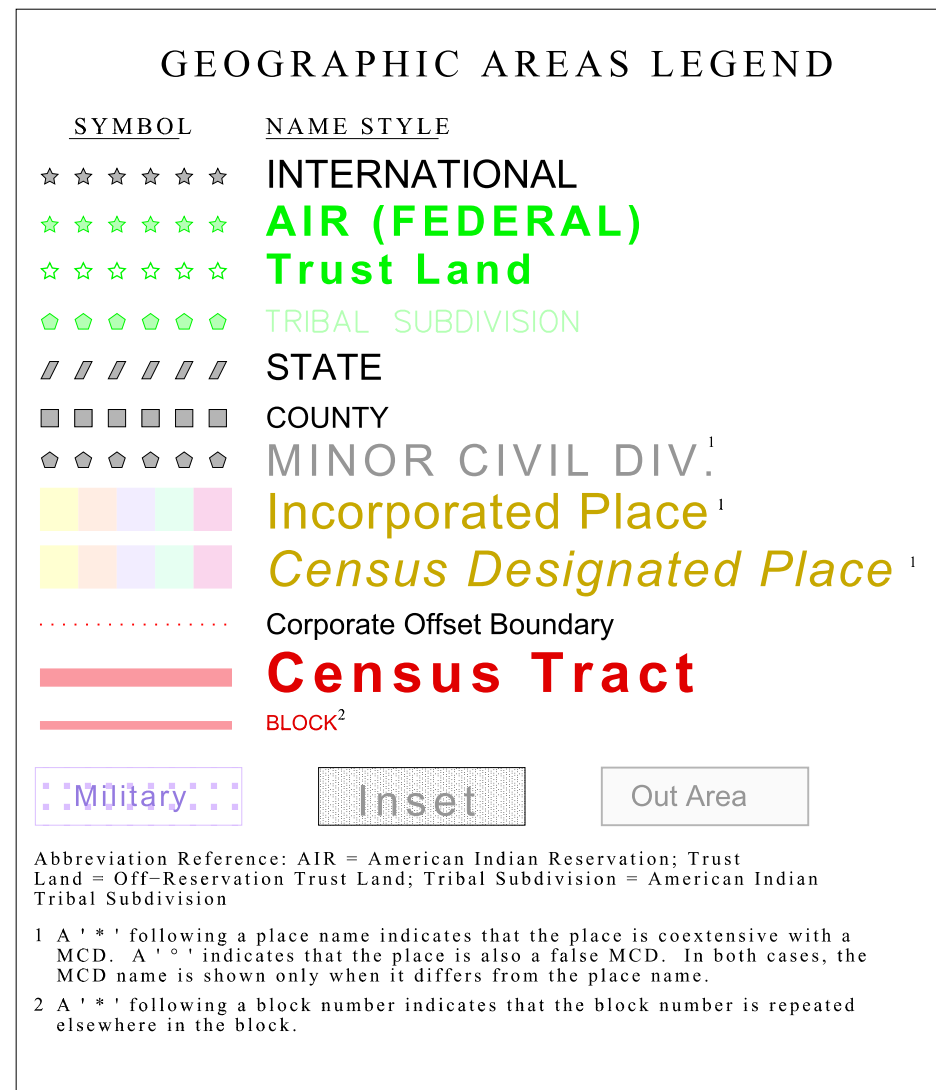 GEOGRAPHIC AREAS LEGEND
SYMBOL NAME STYLE
INTERNATIONAL
AIR (FEDERAL)
Trust Land
TRIBAL SUBDIVISION
STATE
COUNTY
MINOR CIVIL DIV. 1
Incorporated Place 1
Census Designated Place 1
Corporate Offset Boundary
Census Tract
BLOCK 2
Military Inset Out Area
Abbreviation Reference: AIR = American Indian Reservation; Trust
Land = Off−Reservation Trust Land; Tribal Subdivision = American Indian
Tribal Subdivision
1 A ' * ' following a place name indicates that the place is coextensive with a
MCD. A ' ° ' indicates that the place is also a false MCD. In both cases, the
MCD name is shown only when it differs from the place name.
2 A ' * ' following a block number indicates that the block number is repeated
elsewhere in the block.